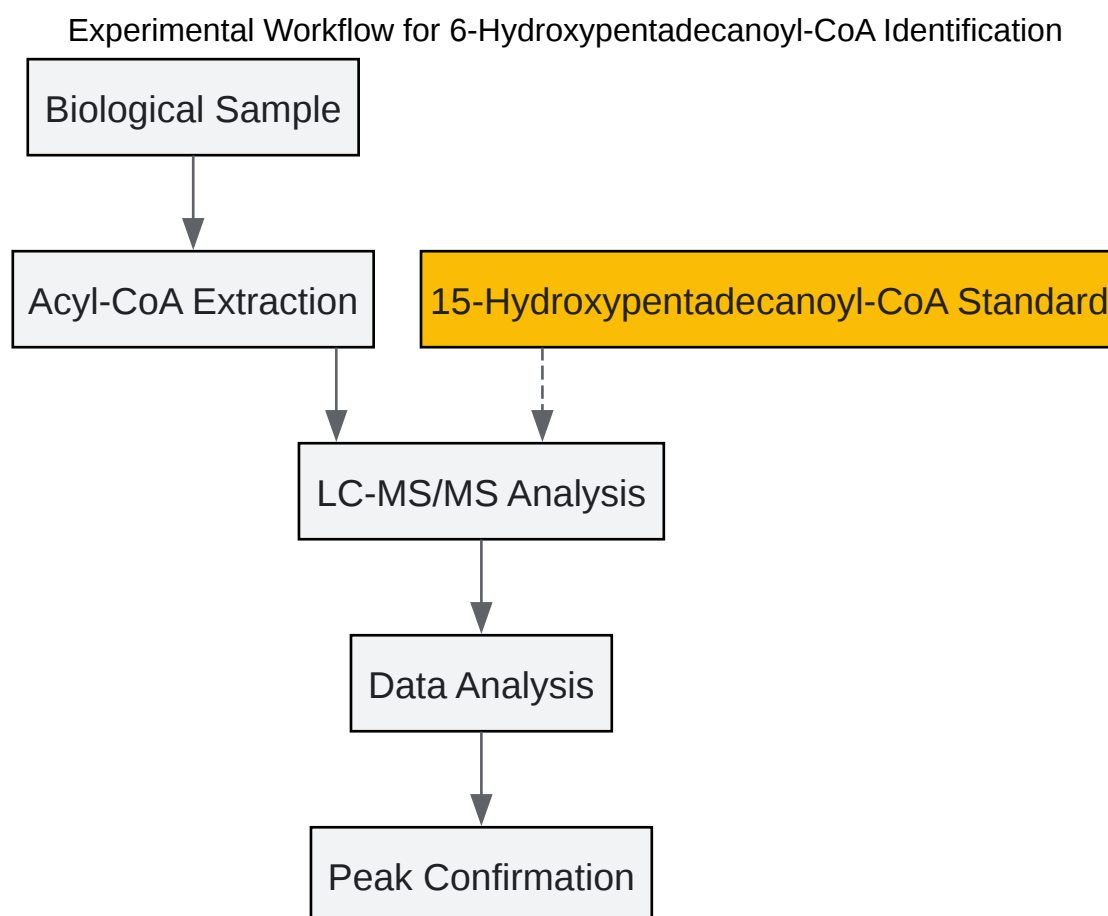 Experimental Workflow for 6-Hydroxypentadecanoyl-CoA Identification
Biological Sample
Acyl-CoA Extraction
15-Hydroxypentadecanoyl-CoA Standard
LC-MS/MS Analysis
Data Analysis
Peak Confirmation